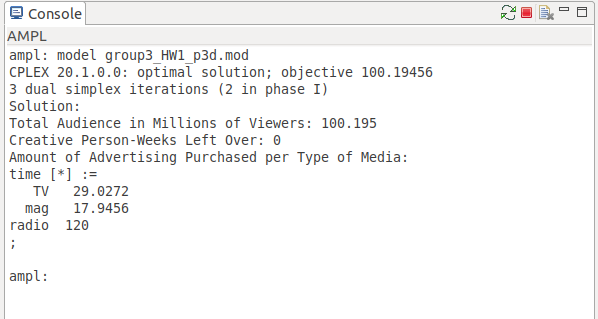 Console
AMPL
ampl: model group3_HW1_p3d.mod
CPLEX 20.1.0.0: optimal solution; objective 100.19456
3 dual simplex iterations (2 in phase I)
Solution:
Total Audience in Millions of Viewers: 100.195
Creative Person-Weeks Left Over: 0
Amount of Advertising Purchased per Type of Media:
time [*] :=
   TV   29.0272
  mag   17.9456
radio  120
;
ampl: